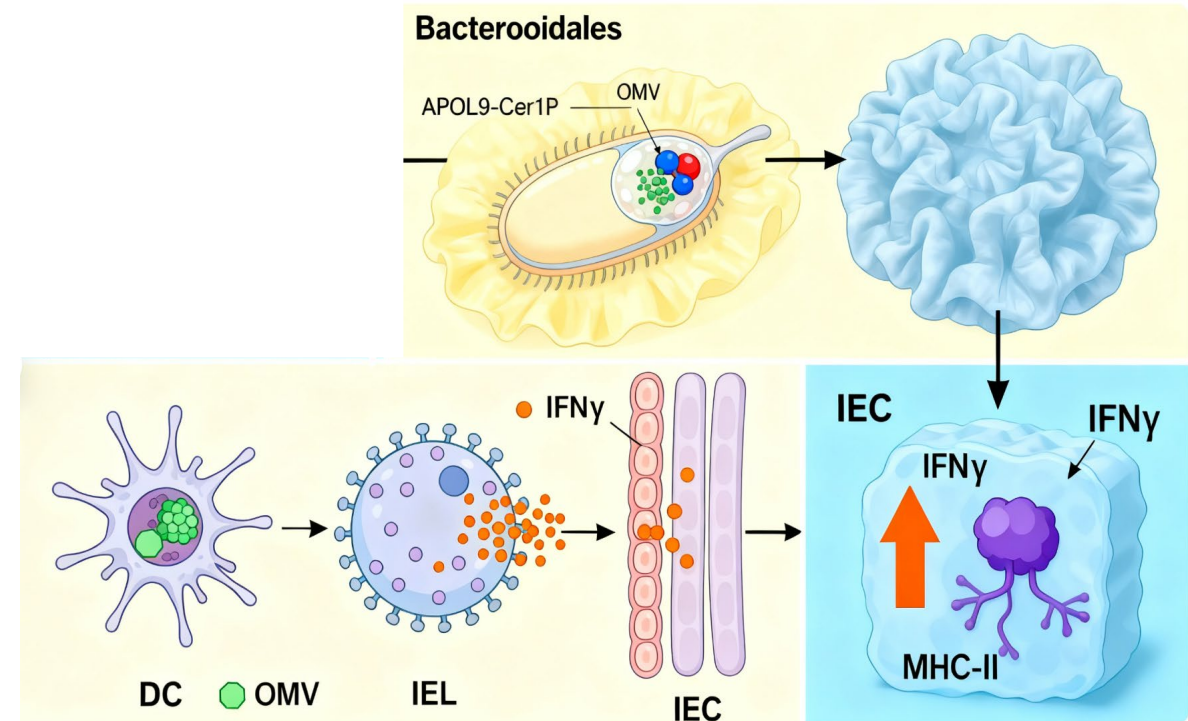 Bacterooidales
OMV
APOL9-Cer1P
IFNγ
IEC
IFNγ
IFNγ
MHC-II
DC
OMV
IEL
IEC